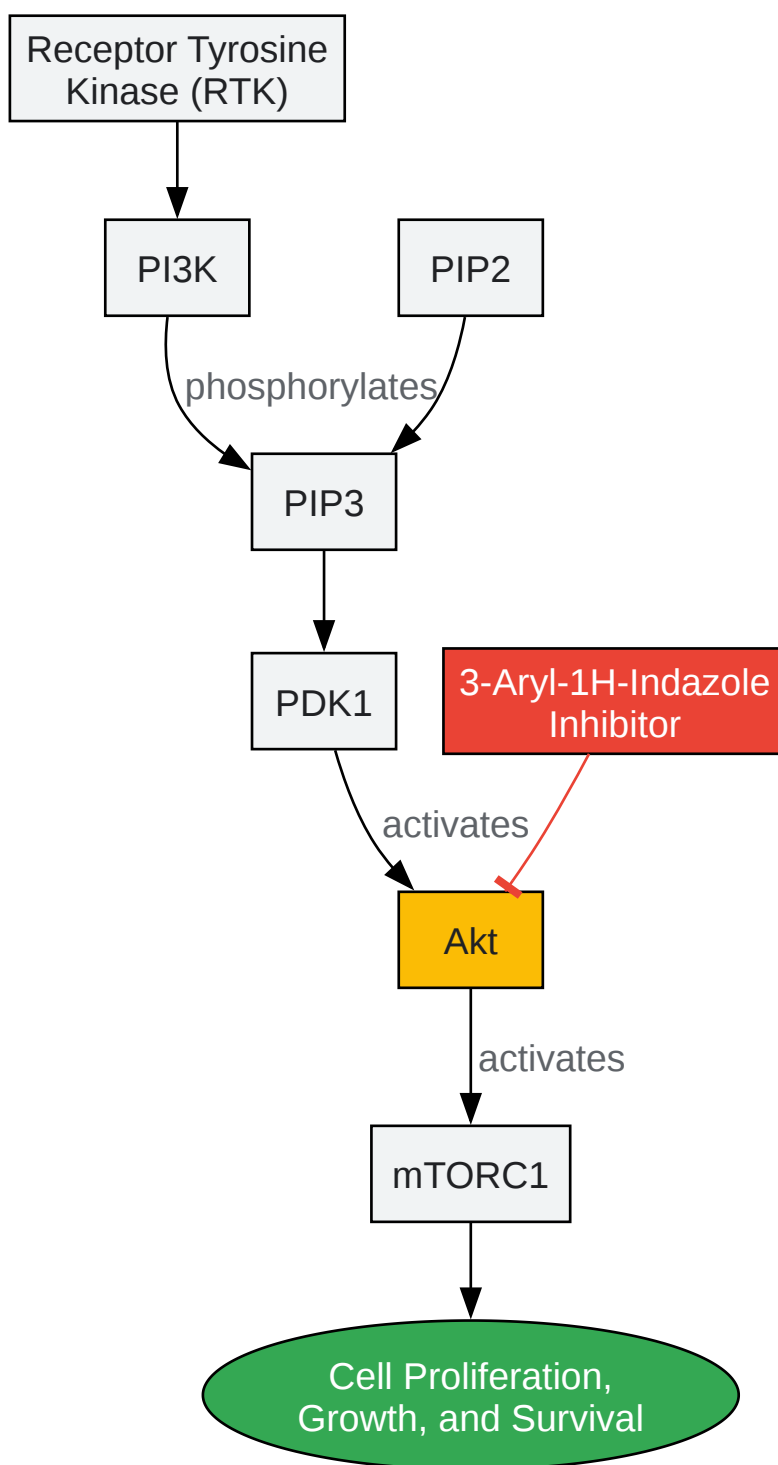 Receptor Tyrosine
Kinase (RTK)
PI3K
PIP2
phosphorylates
PIP3
PDK1
3-Aryl-1H-Indazole
Inhibitor
activates
Akt
activates
mTORC1
Cell Proliferation,
Growth, and Survival